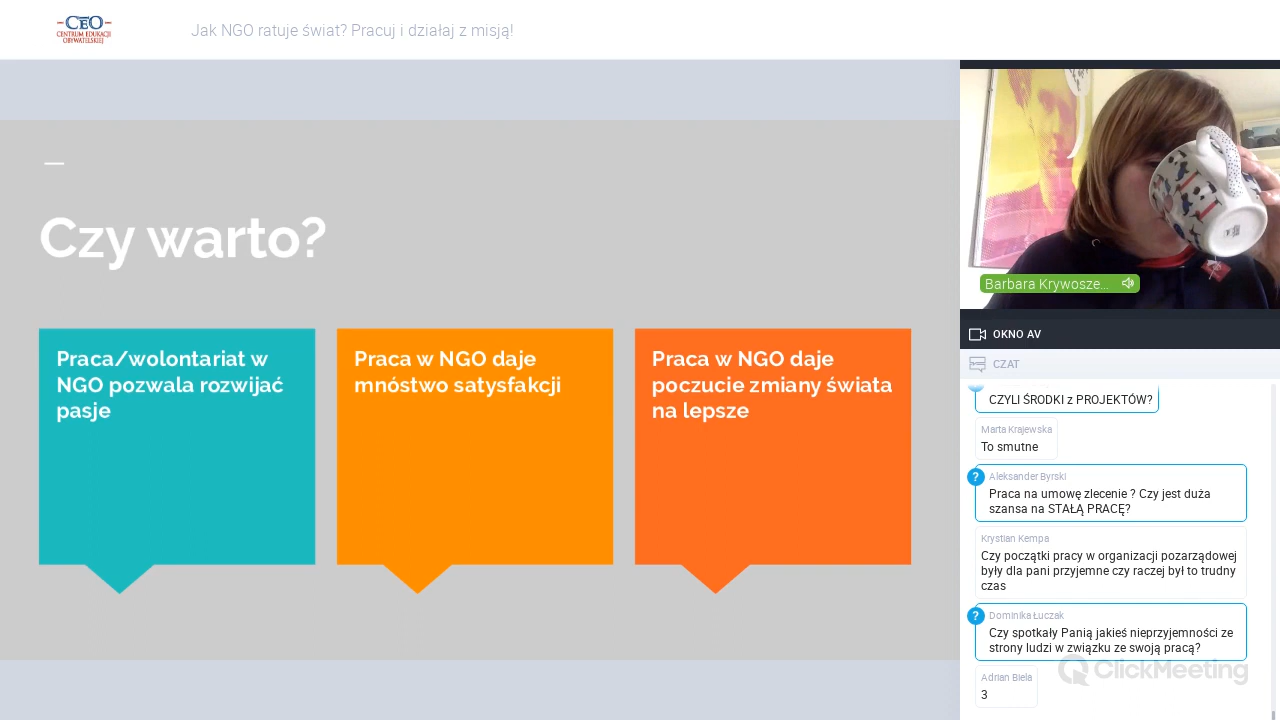 CEO
CENTRUM EDUKACJI
OBYWATELSKIEJ
Jak NGO ratuje świat? Pracuj i działaj z misją!
Czy warto?
Praca/wolontariat w
NGO pozwala rozwijać
pasje
Praca w NGO daje
mnóstwo satysfakcji
Praca w NGO daje
poczucie zmiany świata
na lepsze
Barbara Krywosze...
OKNO AV
CZAT
CZYLI ŚRODKI z PROJEKTÓW?
Marta Krajewska
To smutne
?
Aleksander Byrski
Praca na umowę zlecenie ? Czy jest duża
szansa na STAŁĄ PRACĘ?
Krystian Kempa
Czy początki pracy w organizacji pozarządowej
były dla pani przyjemne czy raczej był to trudny
czas
?
Dominika Łuczak
Czy spotkały Panią jakieś nieprzyjemności ze
strony ludzi w związku ze swoją pracą?
ClickMeeting
Adrian Biela
3